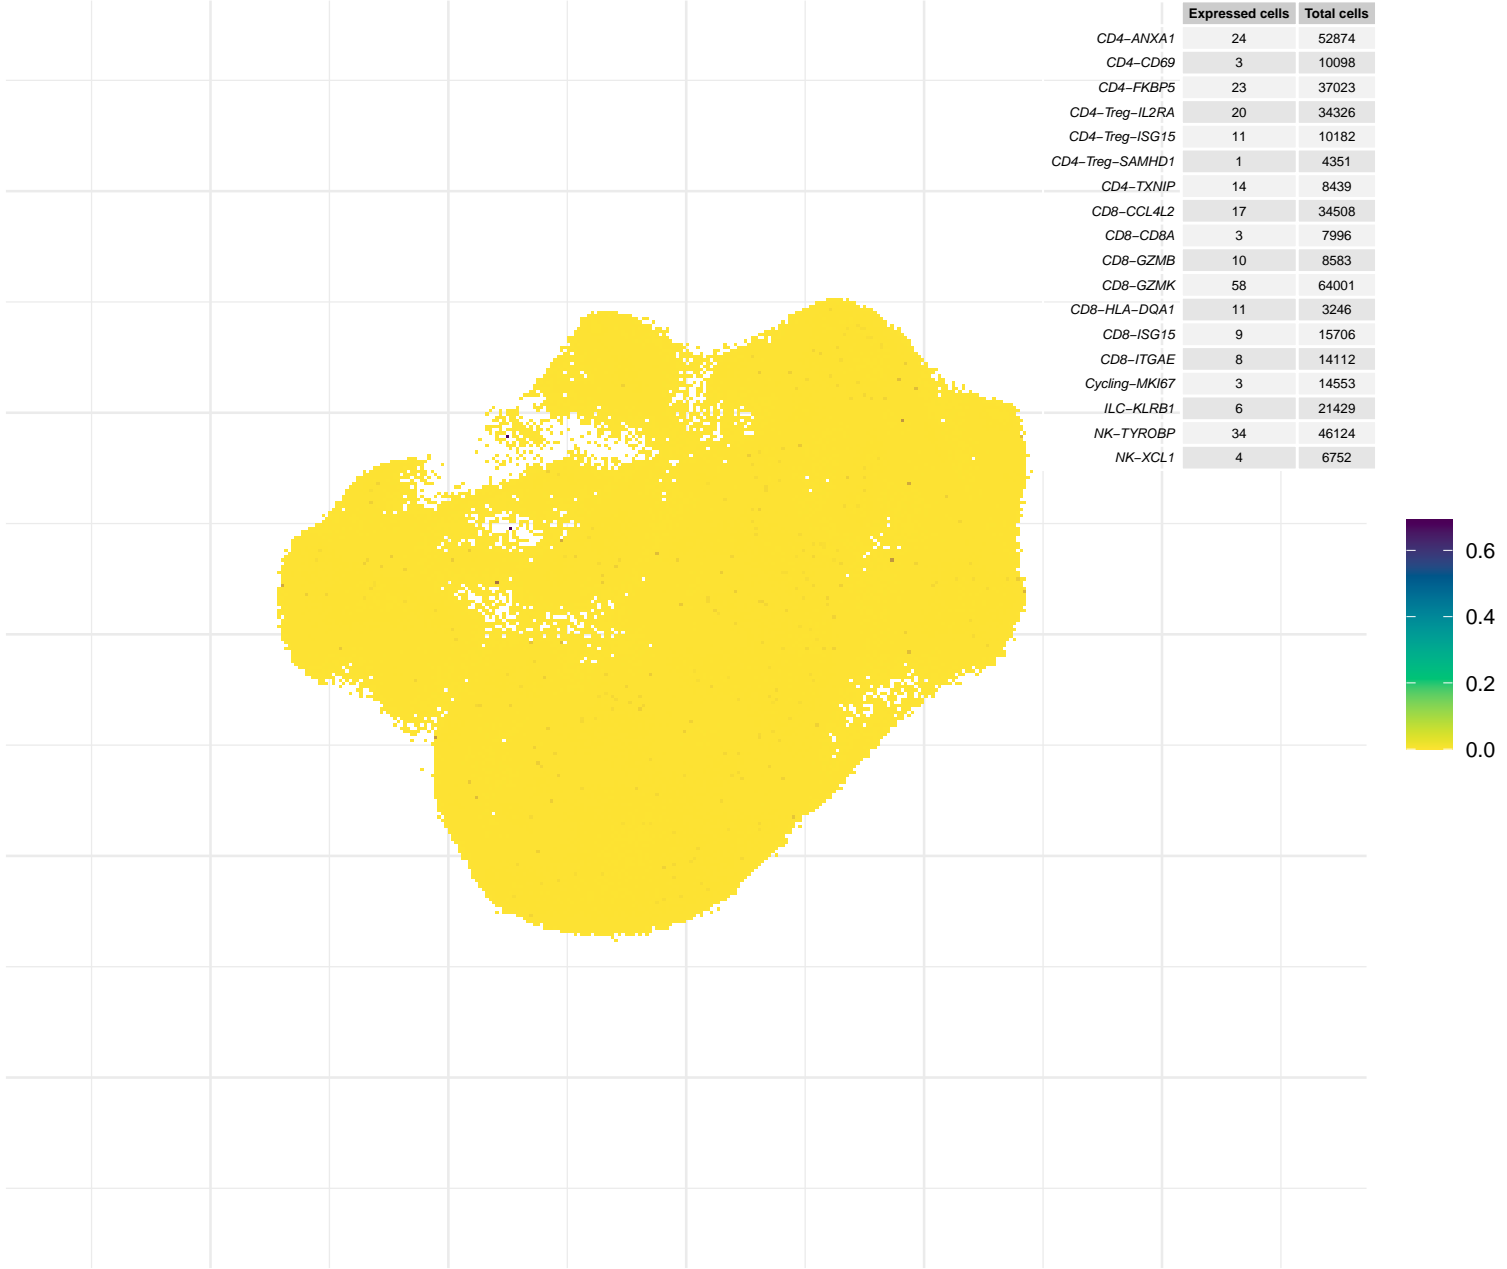 Expressed cells Total cells
CD4−ANXA1 24 52874
CD4−CD69 3 10098
CD4−FKBP5 23 37023
CD4−Treg−IL2RA 20 34326
CD4−Treg−ISG15 11 10182
CD4−Treg−SAMHD1 1 4351
CD4−TXNIP 14 8439
CD8−CCL4L2 17 34508
CD8−CD8A 3 7996
CD8−GZMB 10 8583
CD8−GZMK 58 64001
CD8−HLA−DQA1 11 3246
CD8−ISG15 9 15706
CD8−ITGAE 8 14112
Cycling−MKI67 3 14553
ILC−KLRB1 6 21429
NK−TYROBP 34 46124
NK−XCL1 4 6752
0.6
0.4
0.2
0.0